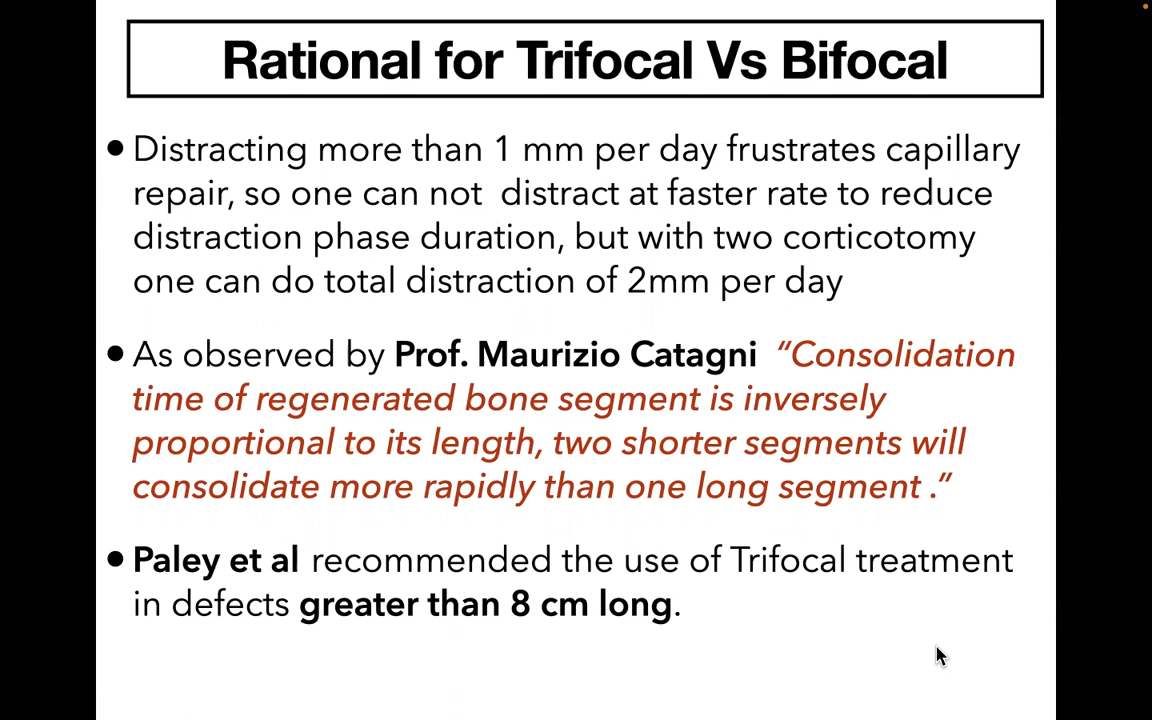 Rational for Trifocal Vs Bifocal
• Distracting more than 1 mm per day frustrates capillary
repair, so one can not distract at faster rate to reduce
distraction phase duration, but with two corticotomy
one can do total distraction of 2mm per day
• As observed by Prof. Maurizio Catagni “Consolidation
time of regenerated bone segment is inversely
proportional to its length, two shorter segments will
consolidate more rapidly than one long segment .”
• Paley et al recommended the use of Trifocal treatment
in defects greater than 8 cm long.